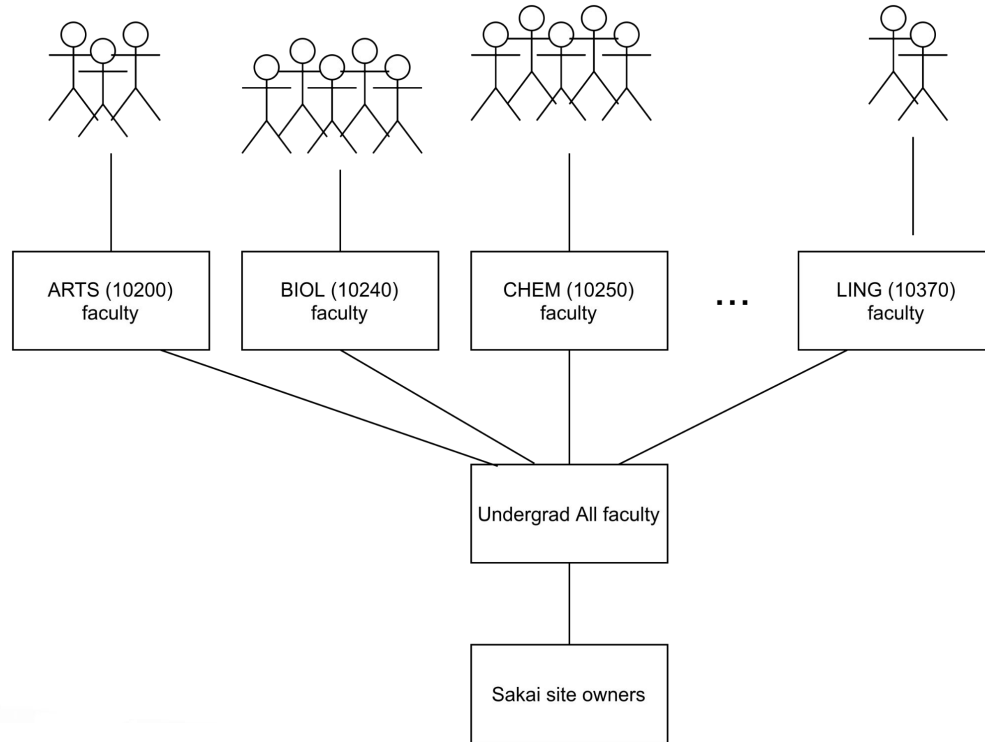 ARTS (10200)
faculty
BIOL (10240)
faculty
CHEM (10250)
faculty
...
LING (10370)
faculty
Undergrad All faculty
Sakai site owners